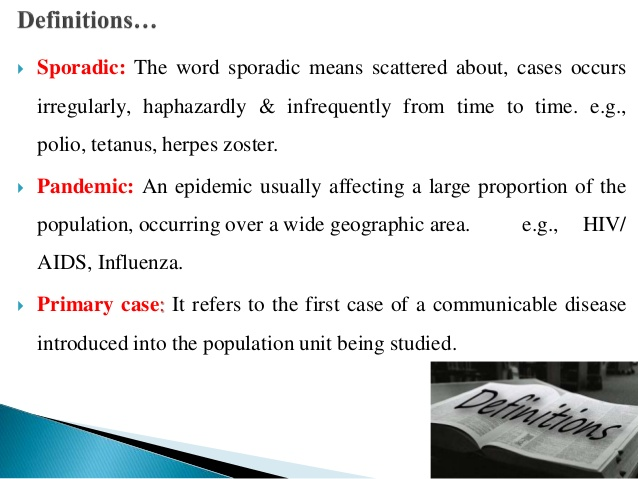 Definitions…
Sporadic: The word sporadic means scattered about, cases occurs
irregularly, haphazardly & infrequently from time to time. e.g.,
polio, tetanus, herpes zoster.
Pandemic: An epidemic usually affecting a large proportion of the
population, occurring over a wide geographic area. e.g., HIV/
AIDS, Influenza.
Primary case; It refers to the first case of a communicable disease
introduced into the population unit being studied.
Definitions